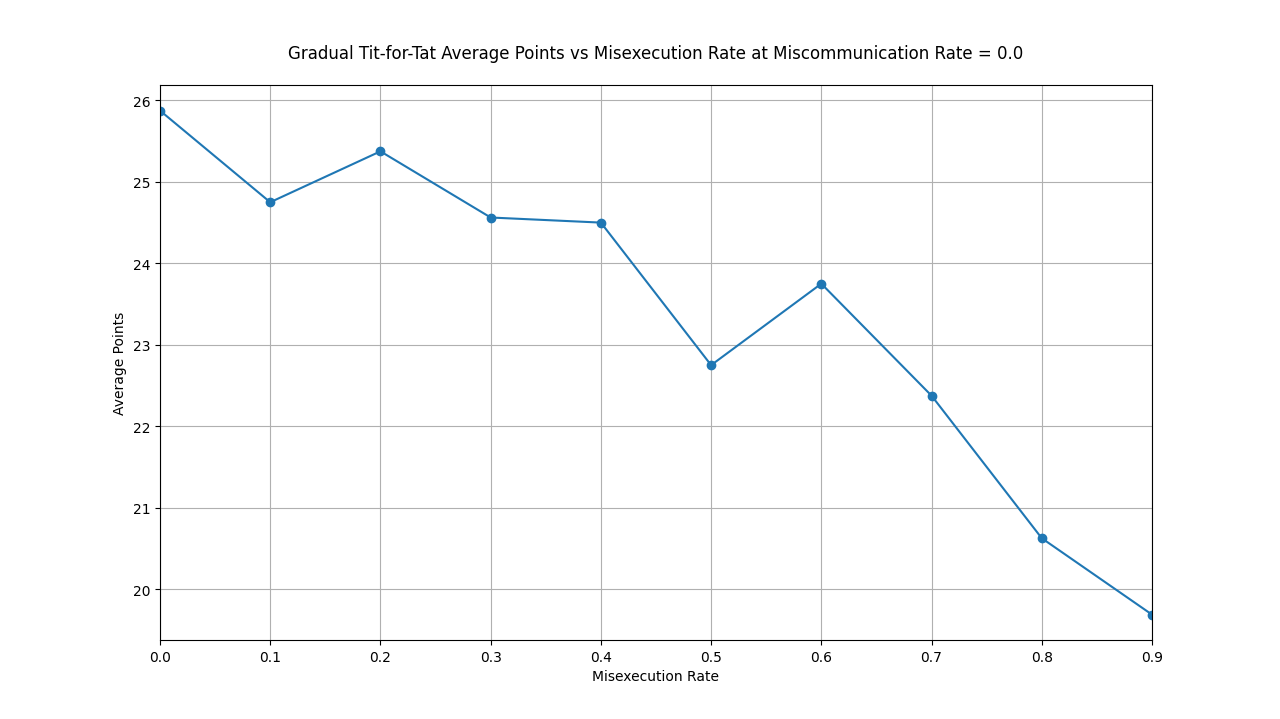 Gradual Tit-for-Tat Average Points vs Misexecution Rate at Miscommunication Rate = 0.0
26
25
24
23
22
21
20
Average Points
0.0 0.1 0.2 0.3 0.4 0.5 0.6 0.7 0.8 0.9
Misexecution Rate